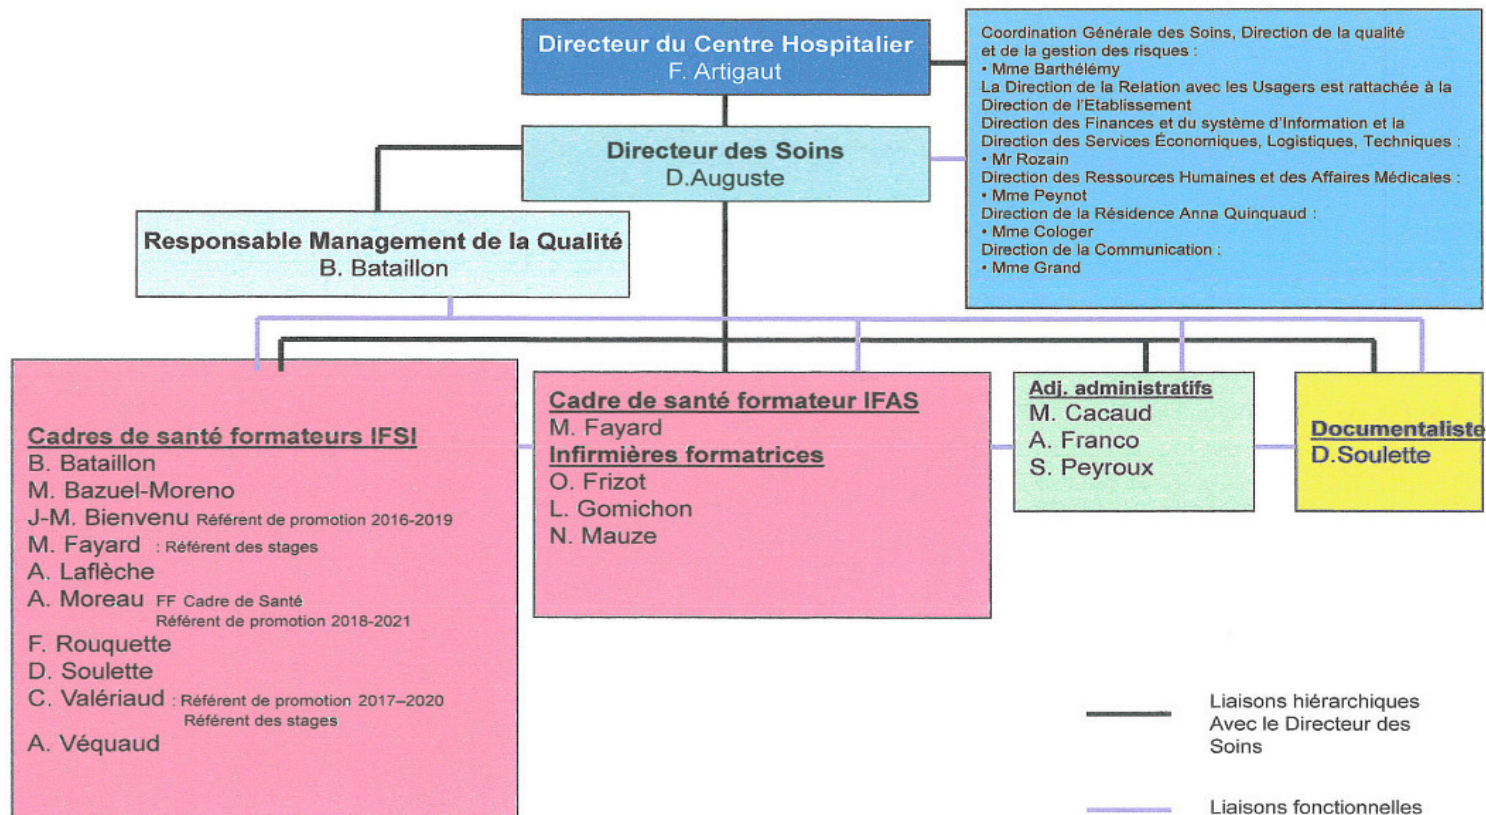 Directeur du Centre Hospitalier
F. Artigaut
Coordination Générale des Soins, Direction de la qualité
et de la gestion des risques :
• Mme Barthélémy
La Direction de la Relation avec les Usagers est rattachée à la
Direction de l'Etablissement
Direction des Finances et du système d'Information et la
Direction des Services Économiques, Logistiques, Techniques :
• Mr Rozain
Direction des Ressources Humaines et des Affaires Médicales :
• Mme Peynot
Direction de la Résidence Anna Quinquaud :
• Mme Cologer
Direction de la Communication :
• Mme Grand
Directeur des Soins
D.Auguste
Responsable Management de la Qualité
B. Bataillon
Cadres de santé formateurs IFSI
B. Bataillon
M. Bazuel-Moreno
J-M. Bienvenu Référent de promotion 2016-2019
M. Fayard : Référent des stages
A. Laflèche
A. Moreau FF Cadre de Santé
Référent de promotion 2018-2021
F. Rouquette
D. Soulette
C. Valériaud : Référent de promotion 2017–2020
Référent des stages
A. Véquaud
Cadre de santé formateur IFAS
M. Fayard
Infirmières formatrices
O. Frizot
L. Gomichon
N. Mauze
Adj. administratifs
M. Cacaud
A. Franco
S. Peyroux
Documentaliste
D.Soulette
Liaisons hiérarchiques
Avec le Directeur des
Soins
Liaisons fonctionnelles